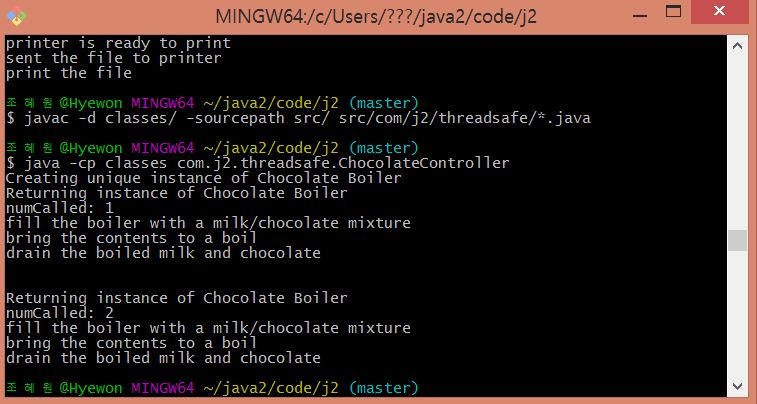 MINGW64:/c/Users/???/java2/code/j2
printer is ready to print
sent the file to printer
print the file
조혜원@Hyewon MINGW64 ~/java2/code/j2 (master)
$ javac -d classes/ -sourcepath src/ src/com/j2/threadsafe/*.java
조혜원@Hyewon MINGW64 ~/java2/code/j2 (master)
$ java -cp classes com.j2.threadsafe.ChocolateController
Creating unique instance of Chocolate Boiler
Returning instance of Chocolate Boiler
numCalled: 1
fill the boiler with a milk/chocolate mixture
bring the contents to a boil
drain the boiled milk and chocolate
Returning instance of Chocolate Boiler
numCalled: 2
fill the boiler with a milk/chocolate mixture
bring the contents to a boil
drain the boiled milk and chocolate
조혜원@Hyewon MINGW64 ~/java2/code/j2 (master)